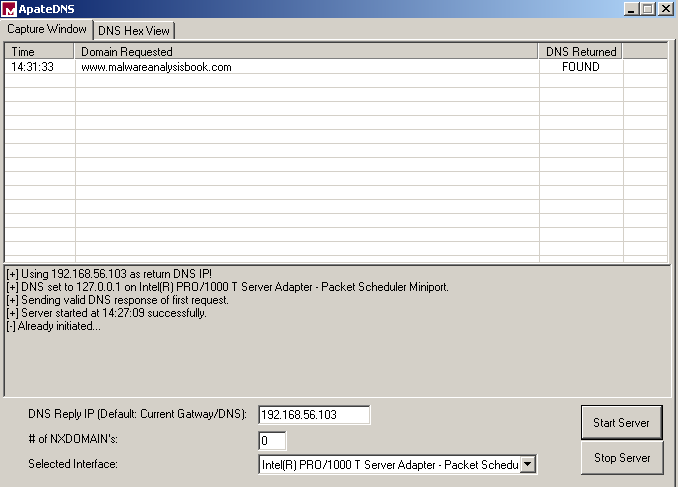 ApateDNS
Capture Window DNS Hex View
Time Domain Requested DNS Returned
14:31:33 www.malwareanalysisbook.com FOUND
[+] Using 192.168.56.103 as return DNS IP!
[+] DNS set to 127.0.0.1 on Intel(R) PRO/1000 T Server Adapter - Packet Scheduler Miniport.
[+] Sending valid DNS response of first request.
[+] Server started at 14:27:09 successfully.
[-] Already initiated...
DNS Reply IP (Default: Current Gatway/DNS): 192.168.56.103
# of NXDOMAIN's: 0
Selected Interface: Intel(R) PRO/1000 T Server Adapter - Packet Schedu
Start Server
Stop Server